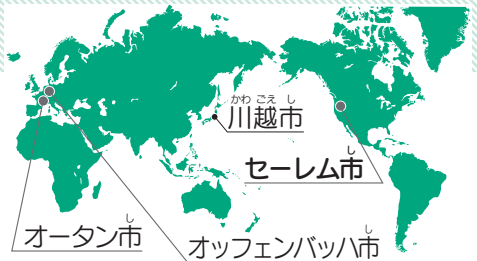 かわ ごえ し
川越市
し
セーレム市
し
オータン市
し
オッフェンバッハ市